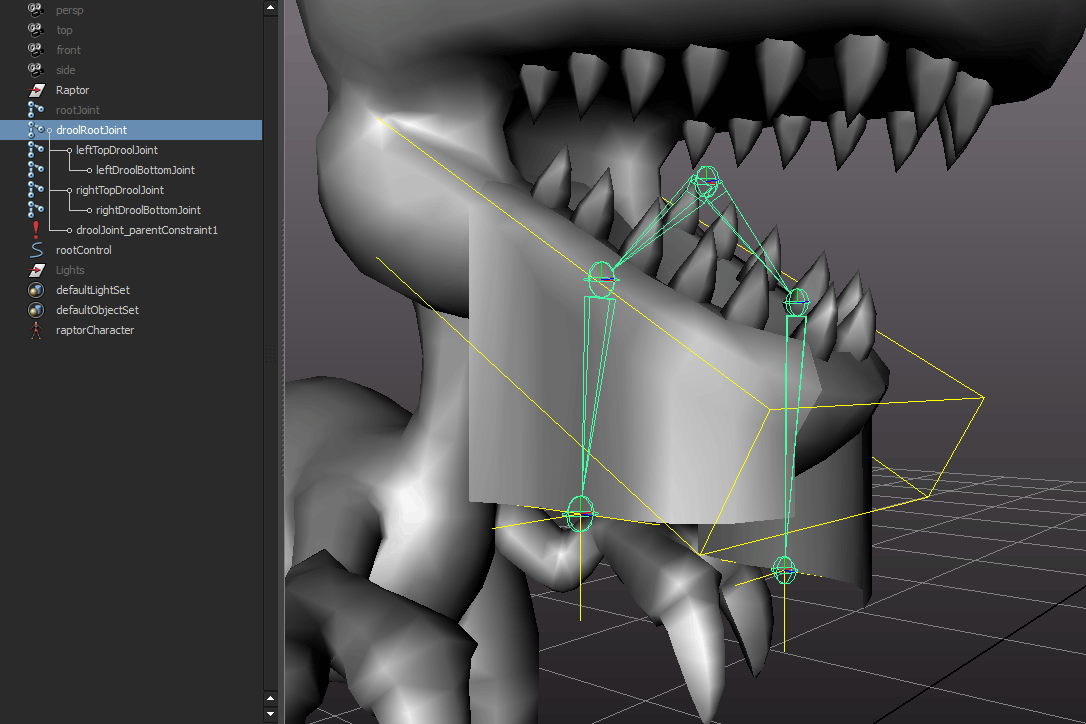 persp
top
front
side
Raptor
rootJoint
droolRootJoint
leftTopDroolJoint
leftDroolBottomJoint
rightTopDroolJoint
rightDroolBottomJoint
droolJoint_parentConstraint1
rootControl
Lights
defaultLightSet
defaultObjectSet
raptorCharacter